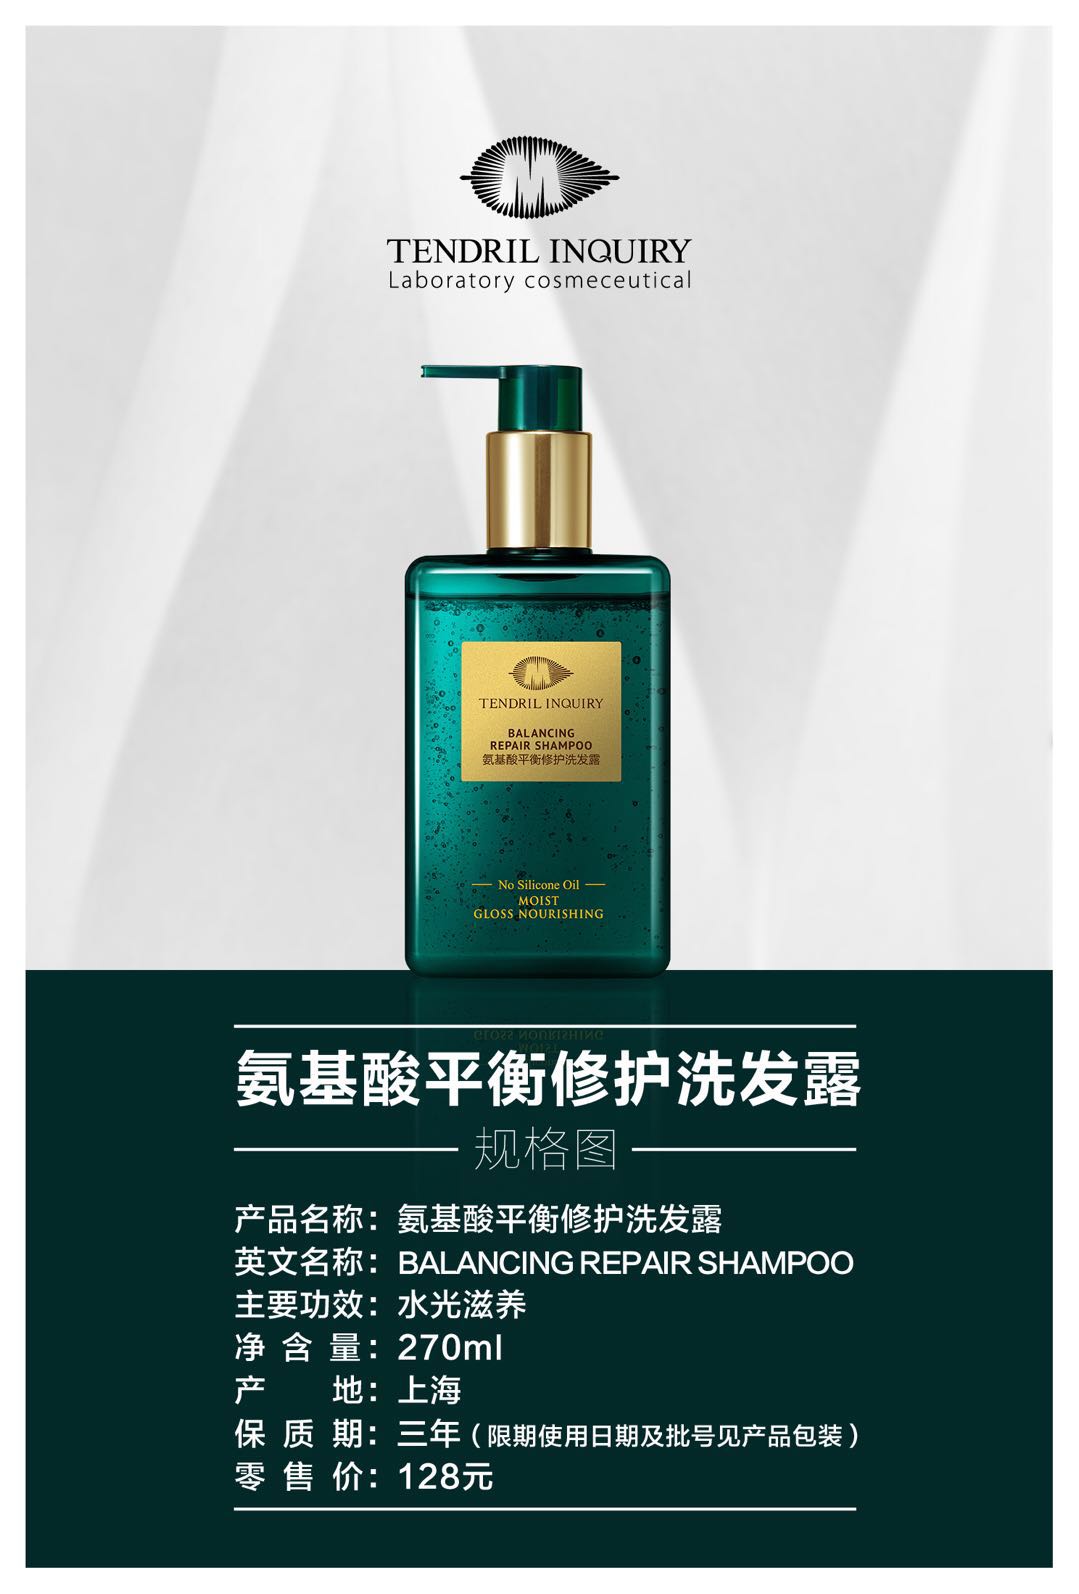 M
TENDRIL INQUIRY
Laboratory cosmeceutical
M
TENDRIL INQUIRY
BALANCING
REPAIR SHAMPOO
氨基酸平衡修护洗发露
No Silicone Oil
MOIST
GLOSS NOURISHING
氨基酸平衡修护洗发露
规格图
产品名称：氨基酸平衡修护洗发露
英文名称：BALANCING REPAIR SHAMPOO
主要功效：水光滋养
净含量：270ml
产地：上海
保质期：三年（限期使用日期及批号见产品包装）
零售价：128元